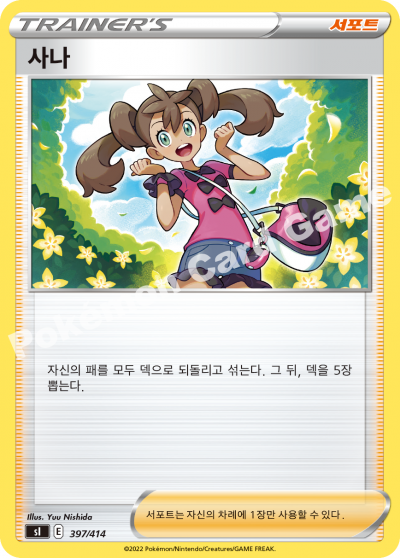 TRAINER'S
서포트
사나
Pokémon Card Game
자신의 패를 모두 덱으로 되돌리고 섞는다. 그 뒤, 덱을 5장
뽑는다.
Illus. Yuu Nishida
sI E 397/414
서포트는 자신의 차례에 1장만 사용할 수 있다.
©2022 Pokémon/Nintendo/Creatures/GAME FREAK.